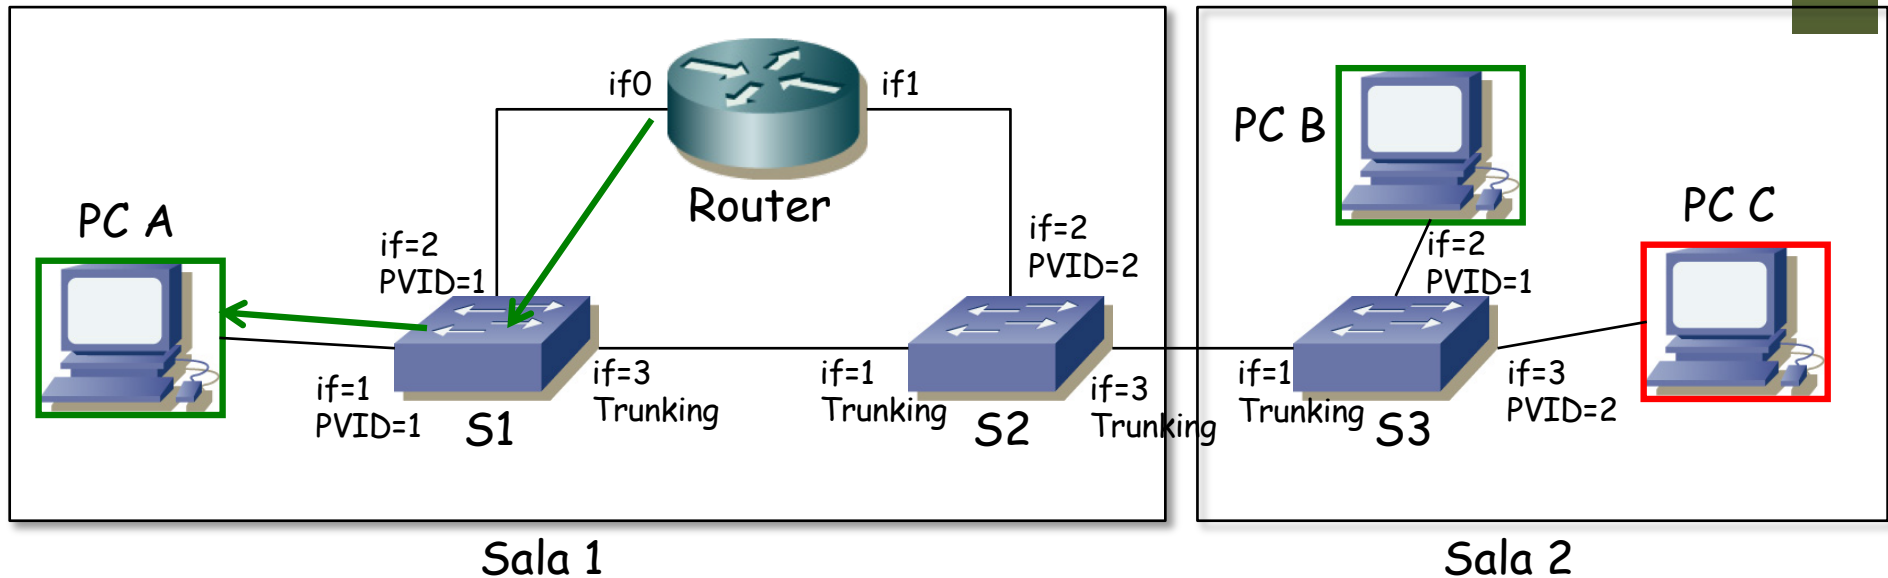 if0
if1
Router
PC A
if=2
PVID=1
if=1
PVID=1
S1
if=3
Trunking
if=2
PVID=2
if=1
Trunking
S2
if=3
Trunking
PC B
PC C
if=2
PVID=1
if=1
Trunking
S3
if=3
PVID=2
Sala 1
Sala 2